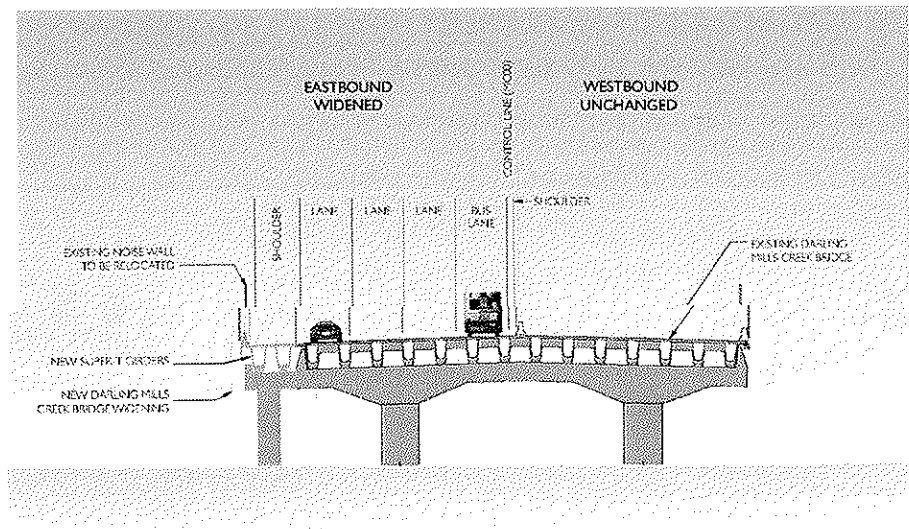 EASTBOUND
WIDENED
CONTROL LINE (MC00)
WESTBOUND
UNCHANGED
SHOULDER
LANE
LANE
LANE
BUS
LANE
SHOULDER
EXISTING NOISE WALL
TO BE RELOCATED
EXISTING DARLING
MILLS CREEK BRIDGE
NEW SUPER T GIRDERS
NEW DARLING MILLS
CREEK BRIDGE WIDENING